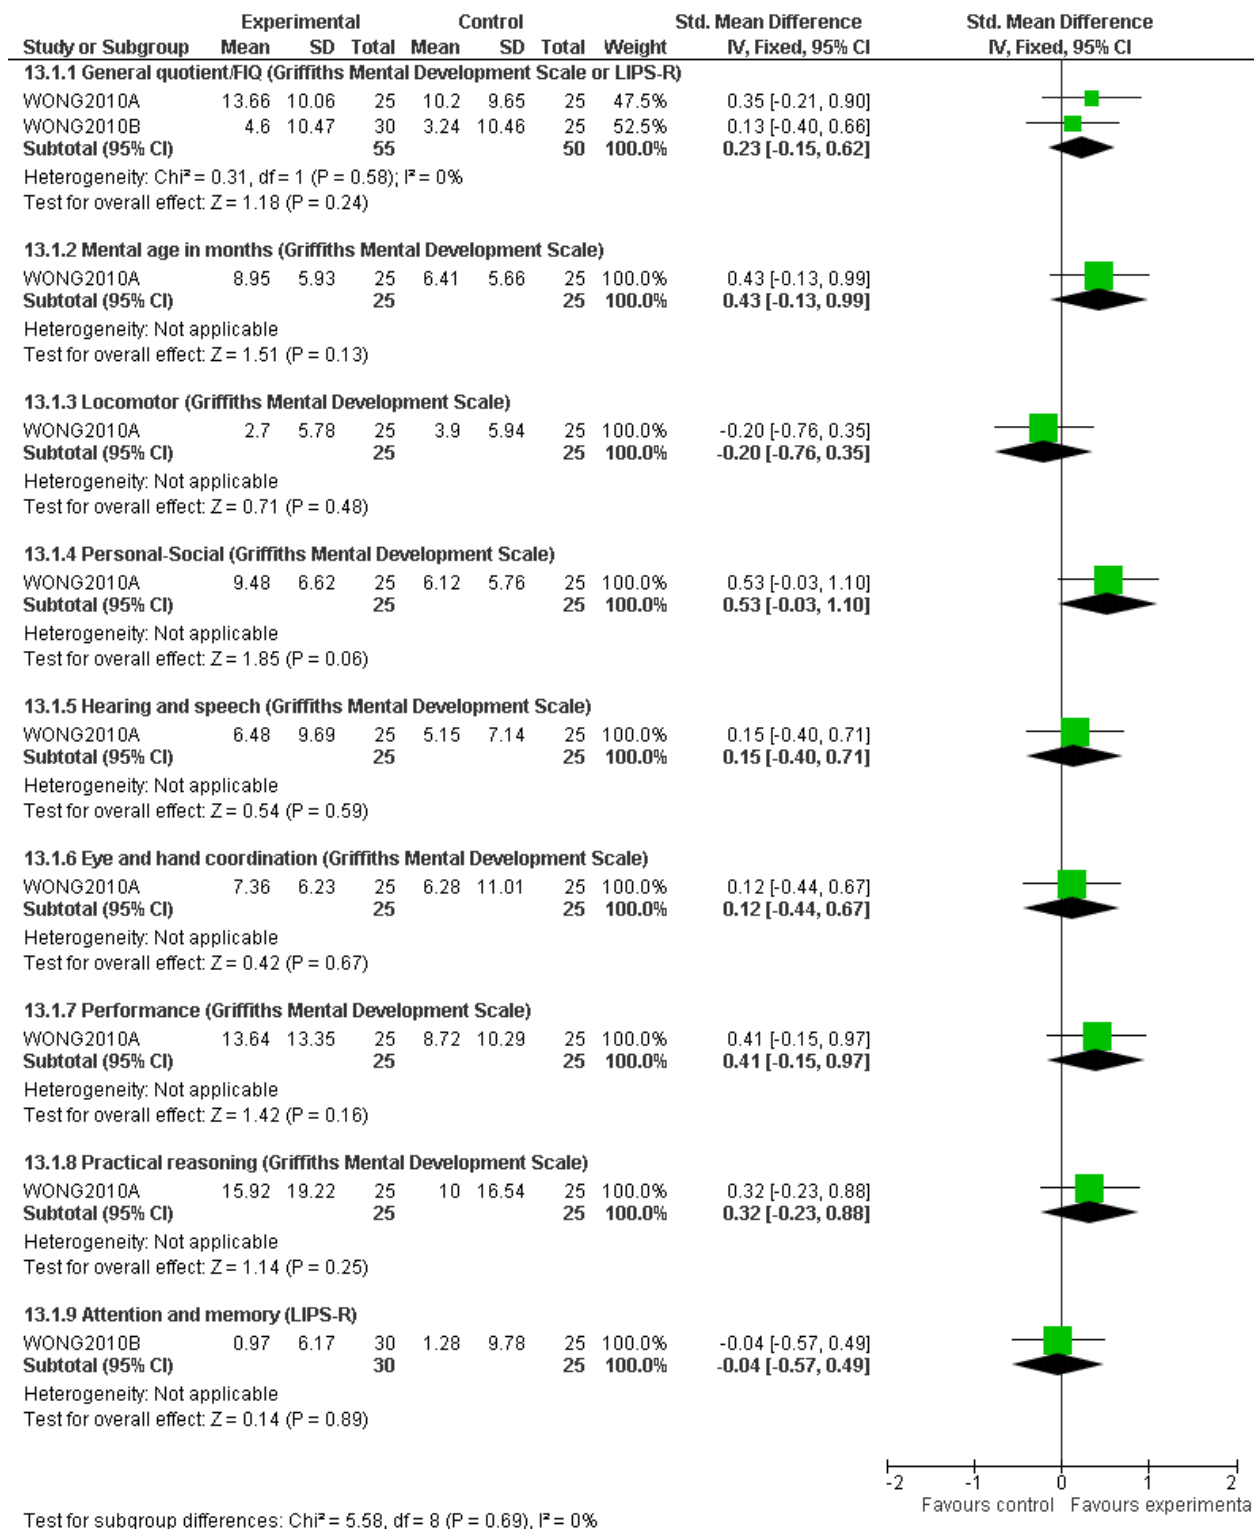 Experimental Control Std. Mean Difference Std. Mean Difference
Study or Subgroup Mean SD Total Mean SD Total Weight IV, Fixed, 95% CI IV, Fixed, 95% CI
13.1.1 General quotient/FIQ (Griffiths Mental Development Scale or LIPS-R)
WONG2010A 13.66 10.06 25 10.2 9.65 25 47.5% 0.35 [-0.21, 0.90]
WONG2010B 4.6 10.47 30 3.24 10.46 25 52.5% 0.13 [-0.40, 0.66]
Subtotal (95% CI) 55 50 100.0% 0.23 [-0.15, 0.62]
Heterogeneity: Chi² = 0.31, df = 1 (P = 0.58); I² = 0%
Test for overall effect: Z = 1.18 (P = 0.24)
13.1.2 Mental age in months (Griffiths Mental Development Scale)
WONG2010A 8.95 5.93 25 6.41 5.66 25 100.0% 0.43 [-0.13, 0.99]
Subtotal (95% CI) 25 25 100.0% 0.43 [-0.13, 0.99]
Heterogeneity: Not applicable
Test for overall effect: Z = 1.51 (P = 0.13)
13.1.3 Locomotor (Griffiths Mental Development Scale)
WONG2010A 2.7 5.78 25 3.9 5.94 25 100.0% -0.20 [-0.76, 0.35]
Subtotal (95% CI) 25 25 100.0% -0.20 [-0.76, 0.35]
Heterogeneity: Not applicable
Test for overall effect: Z = 0.71 (P = 0.48)
13.1.4 Personal-Social (Griffiths Mental Development Scale)
WONG2010A 9.48 6.62 25 6.12 5.76 25 100.0% 0.53 [-0.03, 1.10]
Subtotal (95% CI) 25 25 100.0% 0.53 [-0.03, 1.10]
Heterogeneity: Not applicable
Test for overall effect: Z = 1.85 (P = 0.06)
13.1.5 Hearing and speech (Griffiths Mental Development Scale)
WONG2010A 6.48 9.69 25 5.15 7.14 25 100.0% 0.15 [-0.40, 0.71]
Subtotal (95% CI) 25 25 100.0% 0.15 [-0.40, 0.71]
Heterogeneity: Not applicable
Test for overall effect: Z = 0.54 (P = 0.59)
13.1.6 Eye and hand coordination (Griffiths Mental Development Scale)
WONG2010A 7.36 6.23 25 6.28 11.01 25 100.0% 0.12 [-0.44, 0.67]
Subtotal (95% CI) 25 25 100.0% 0.12 [-0.44, 0.67]
Heterogeneity: Not applicable
Test for overall effect: Z = 0.42 (P = 0.67)
13.1.7 Performance (Griffiths Mental Development Scale)
WONG2010A 13.64 13.35 25 8.72 10.29 25 100.0% 0.41 [-0.15, 0.97]
Subtotal (95% CI) 25 25 100.0% 0.41 [-0.15, 0.97]
Heterogeneity: Not applicable
Test for overall effect: Z = 1.42 (P = 0.16)
13.1.8 Practical reasoning (Griffiths Mental Development Scale)
WONG2010A 15.92 19.22 25 10 16.54 25 100.0% 0.32 [-0.23, 0.88]
Subtotal (95% CI) 25 25 100.0% 0.32 [-0.23, 0.88]
Heterogeneity: Not applicable
Test for overall effect: Z = 1.14 (P = 0.25)
13.1.9 Attention and memory (LIPS-R)
WONG2010B 0.97 6.17 30 1.28 9.78 25 100.0% -0.04 [-0.57, 0.49]
Subtotal (95% CI) 30 25 100.0% -0.04 [-0.57, 0.49]
Heterogeneity: Not applicable
Test for overall effect: Z = 0.14 (P = 0.89)
-2 -1 0 1 2
Favours control Favours experimenta
Test for subgroup differences: Chi² = 5.58, df = 8 (P = 0.69), I² = 0%